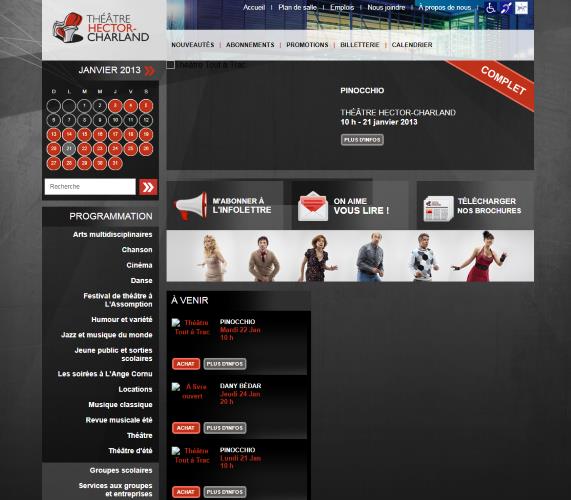 THÉÂTRE
HECTOR-
CHARLAND
Accueil | Plan de salle | Emplois | Nous joindre | À propos de nous |
NOUVEAUTÉS | ABONNEMENTS | PROMOTIONS | BILLETTERIE | CALENDRIER
JANVIER 2013
D L M M J V S
1 2 3 4 5
6 7 8 9 10 11 12
13 14 15 16 17 18 19
20 21 22 23 24 25 26
27 28 29 30 31
Recherche
Théâtre Tout à Trac
COMPLET
PINOCCHIO
THÉÂTRE HECTOR-CHARLAND
10 h - 21 janvier 2013
PLUS D'INFOS
M'ABONNER À
L'INFOLETTRE
ON AIME
VOUS LIRE !
TÉLÉCHARGER
NOS BROCHURES
PROGRAMMATION
Arts multidisciplinaires
Chanson
Cinéma
Danse
Festival de théâtre à
L'Assomption
Humour et variété
Jazz et musique du monde
Jeune public et sorties
scolaires
Les soirées à L'Ange Cornu
Locations
Musique classique
Revue musicale été
Théâtre
Théâtre d'été
Groupes scolaires
Services aux groupes
et entreprises
À VENIR
Théâtre
Tout à Trac
PINOCCHIO
Mardi 22 Jan
10 h
ACHAT PLUS D'INFOS
À livre
ouvert
DANY BÉDAR
Jeudi 24 Jan
20 h
ACHAT PLUS D'INFOS
Théâtre
Tout à Trac
PINOCCHIO
Lundi 21 Jan
10 h
ACHAT PLUS D'INFOS